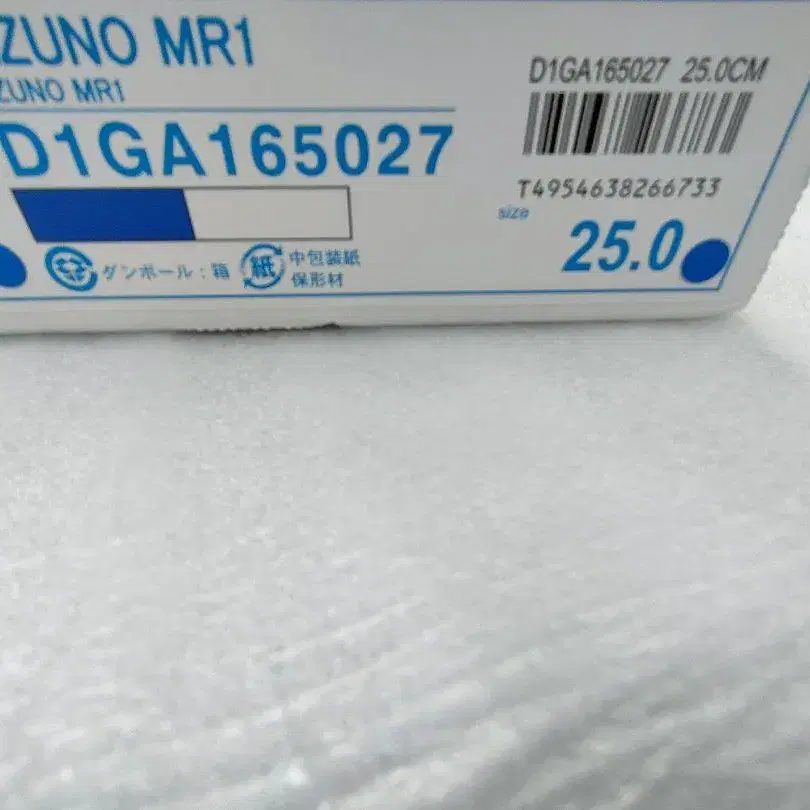 ZUNO MR1
ZUNO MR1
D1GA165027
D1GA165027 25.0CM
T4954638266733
size
25.0
ダンボール：箱
紙
中包装紙
保形材